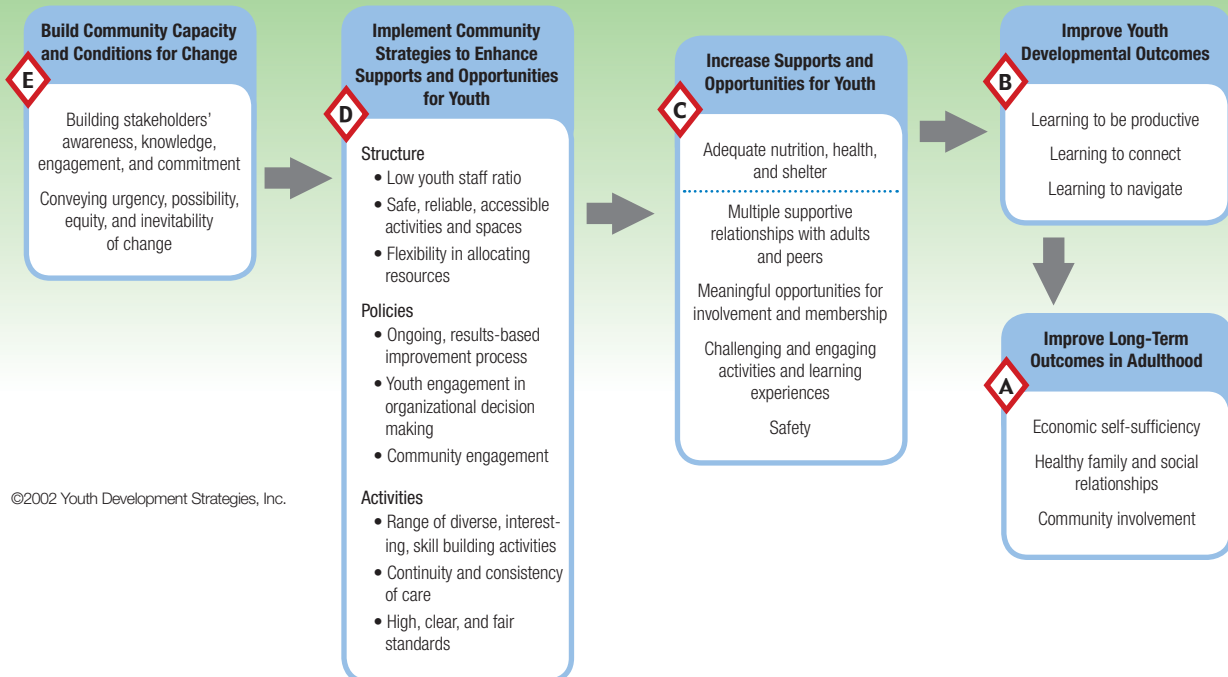 Build Community Capacity
and Conditions for Change
E
Building stakeholders'
awareness, knowledge,
engagement, and commitment
Conveying urgency, possibility,
equity, and inevitability
of change
Implement Community
Strategies to Enhance
Supports and Opportunities
for Youth
D
Structure
• Low youth staff ratio
• Safe, reliable, accessible
activities and spaces
• Flexibility in allocating
resources
Policies
• Ongoing, results-based
improvement process
• Youth engagement in
organizational decision
making
• Community engagement
Activities
• Range of diverse, interest-
ing, skill building activities
• Continuity and consistency
of care
• High, clear, and fair
standards
Increase Supports and
Opportunities for Youth
C
Adequate nutrition, health,
and shelter
Multiple supportive
relationships with adults
and peers
Meaningful opportunities for
involvement and membership
Challenging and engaging
activities and learning
experiences
Safety
Improve Youth
Developmental Outcomes
B
Learning to be productive
Learning to connect
Learning to navigate
Improve Long-Term
Outcomes in Adulthood
A
Economic self-sufficiency
Healthy family and social
relationships
Community involvement
©2002 Youth Development Strategies, Inc.